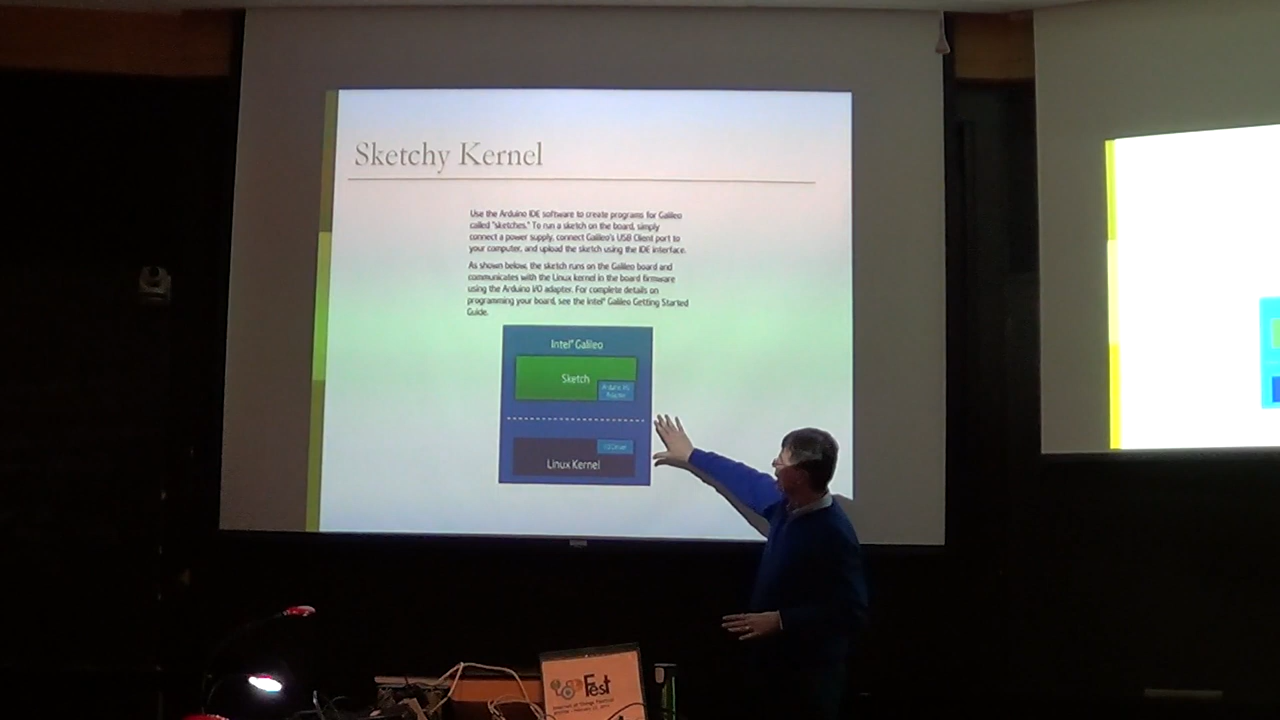 Sketchy Kernel
Use the Arduino IDE software to create programs for Galileo
called "sketches." To run a sketch on the board, simply
connect a power supply, connect Galileo's USB Client port to
your computer, and upload the sketch using the IDE interface.
As shown below, the sketch runs on the Galileo board and
communicates with the Linux kernel in the board firmware
using the Arduino I/O adapter. For complete details on
programming your board, see the Intel® Galileo Getting Started
Guide.
Intel® Galileo
Sketch
Arduino I/O
Adapter
Linux Kernel
Fest